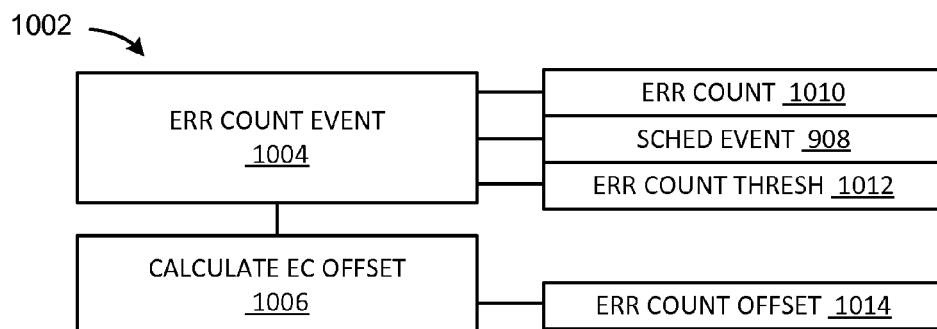 1002
ERR COUNT EVENT
1004
ERR COUNT 1010
SCHED EVENT 908
ERR COUNT THRESH 1012
CALCULATE EC OFFSET
1006
ERR COUNT OFFSET 1014